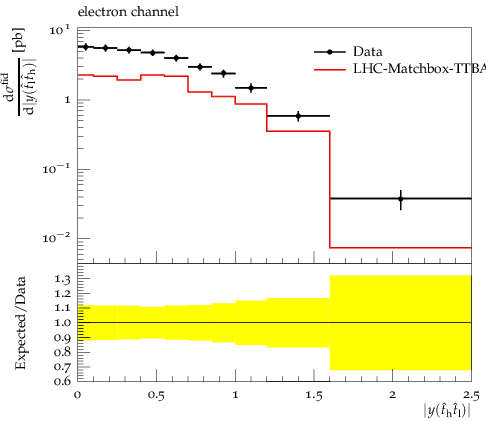 electron channel
dσ^fid / d|y(t̂_h t̂_l)| [pb]
10^1
1
10^−1
10^−2
Data
LHC-Matchbox-TTBA
Expected/Data
1.3
1.2
1.1
1.0
0.9
0.8
0.7
0.6
0 0.5 1 1.5 2 2.5
|y(t̂_h t̂_l)|